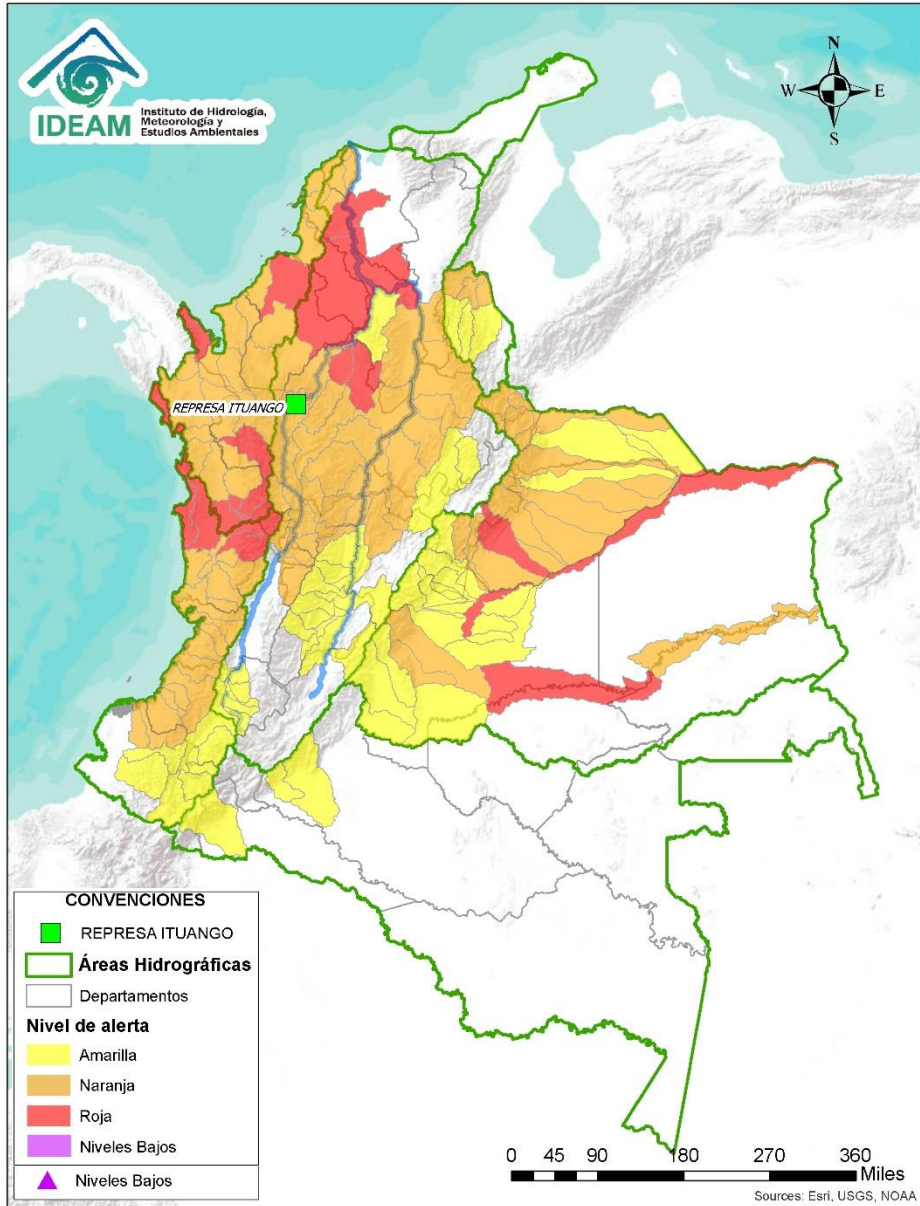 IDEAM
Instituto de Hidrología,
Meteorología y
Estudios Ambientales
N
W
E
S
REPRESA ITUANGO
CONVENCIONES
REPRESA ITUANGO
Áreas Hidrográficas
Departamentos
Nivel de alerta
Amarilla
Naranja
Roja
Niveles Bajos
Niveles Bajos
0 45 90 180 270 360
Miles
Sources: Esri, USGS, NOAA